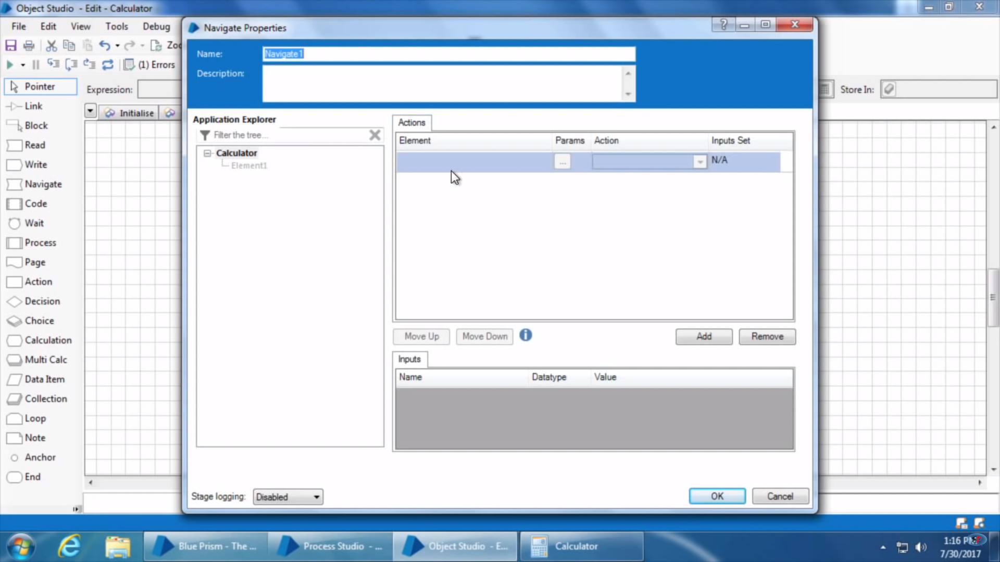 Object Studio - Edit - Calculator
File Edit View Tools Debug
Navigate Properties
Name: Navigate1
Description:
(1) Errors
Expression:
Store In:
Initialise
Pointer
Link
Block
Read
Write
Navigate
Code
Wait
Process
Page
Action
Decision
Choice
Calculation
Multi Calc
Data Item
Collection
Loop
Note
Anchor
End
Application Explorer
Filter the tree...
Calculator
Element1
Actions
Element Params Action Inputs Set
... N/A
Move Up Move Down Add Remove
Inputs
Name Datatype Value
Stage logging: Disabled
OK Cancel
Blue Prism - The ...
Process Studio - ...
Object Studio - E...
Calculator
1:16 PM
7/30/2017